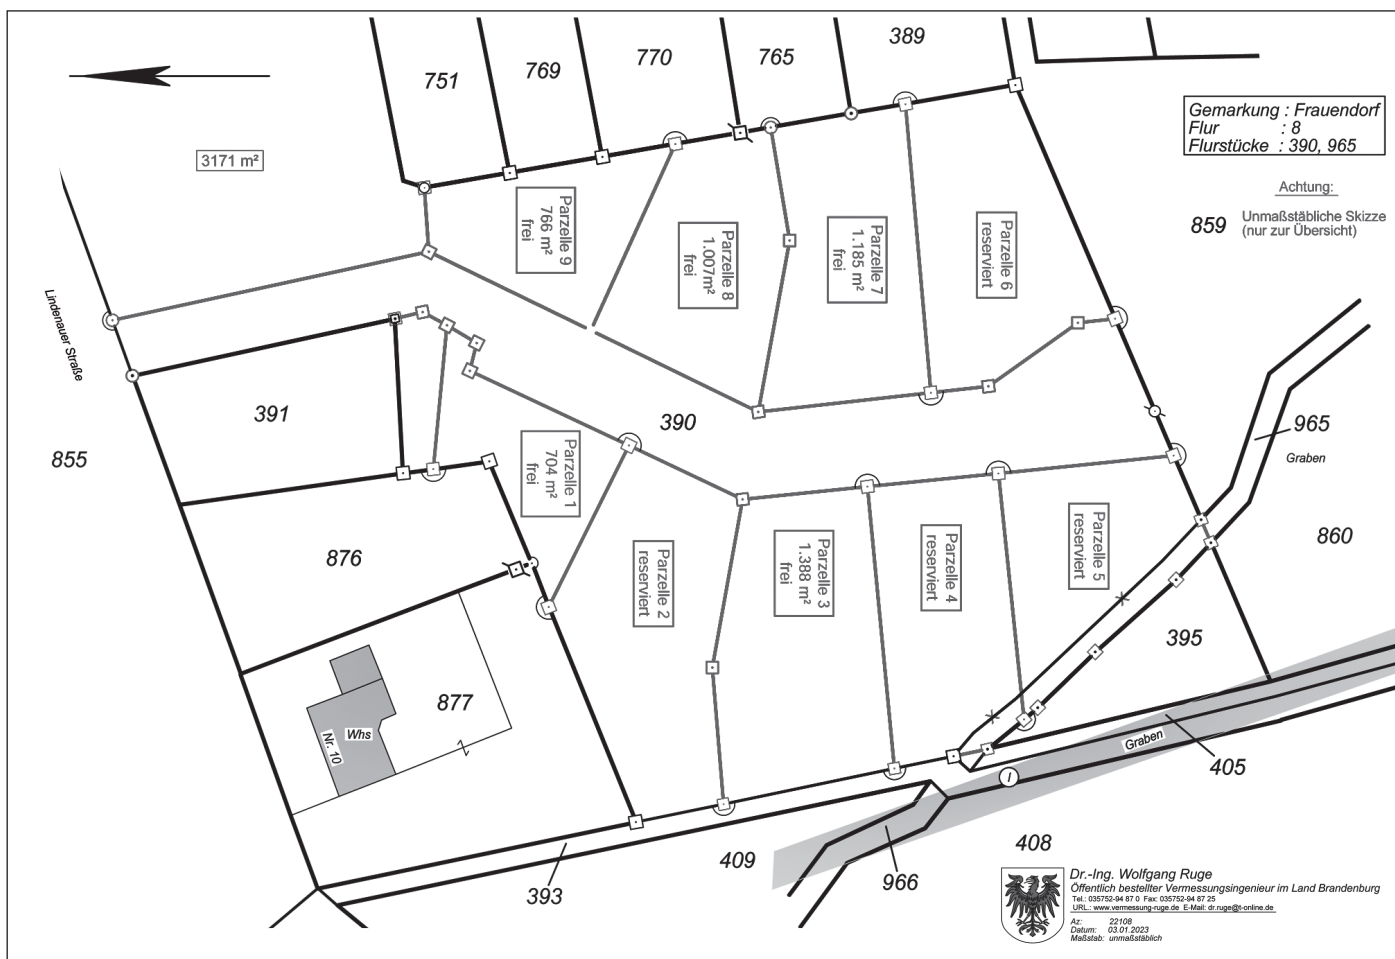 751
769
770
765
389
Gemarkung : Frauendorf
Flur : 8
Flurstücke : 390, 965
3171 m²
Achtung:
859
Unmaßstäbliche Skizze
(nur zur Übersicht)
Parzelle 9
766 m²
frei
Parzelle 8
1.007m²
frei
Parzelle 7
1.185 m²
frei
Parzelle 6
reserviert
Lindenauer Straße
391
390
855
965
Graben
Parzelle 1
704 m²
frei
876
Parzelle 2
reserviert
Parzelle 3
1.388 m²
frei
Parzelle 4
reserviert
Parzelle 5
reserviert
860
395
877
Whs
Nr. 10
Graben
405
I
393
409
966
408
Dr.-Ing. Wolfgang Ruge
Öffentlich bestellter Vermessungsingenieur im Land Brandenburg
Tel.: 035752-94 87 0 Fax: 035752-94 87 25
URL.: www.vermessung-ruge.de E-Mail: dr.ruge@t-online.de
Az: 22108
Datum: 03.01.2023
Maßstab: unmaßstäblich